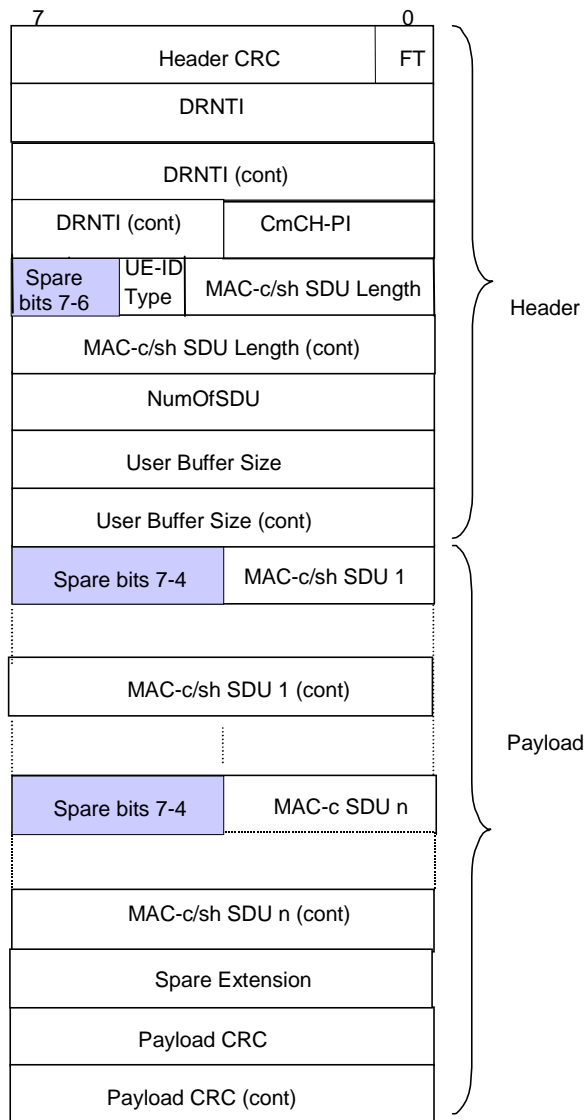 7 0
Header CRC FT
DRNTI
DRNTI (cont)
DRNTI (cont) CmCH-PI
Spare bits 7-6 UE-ID Type MAC-c/sh SDU Length
MAC-c/sh SDU Length (cont)
NumOfSDU
User Buffer Size
User Buffer Size (cont)
Header
Spare bits 7-4 MAC-c/sh SDU 1
MAC-c/sh SDU 1 (cont)
Payload
Spare bits 7-4 MAC-c SDU n
MAC-c/sh SDU n (cont)
Spare Extension
Payload CRC
Payload CRC (cont)